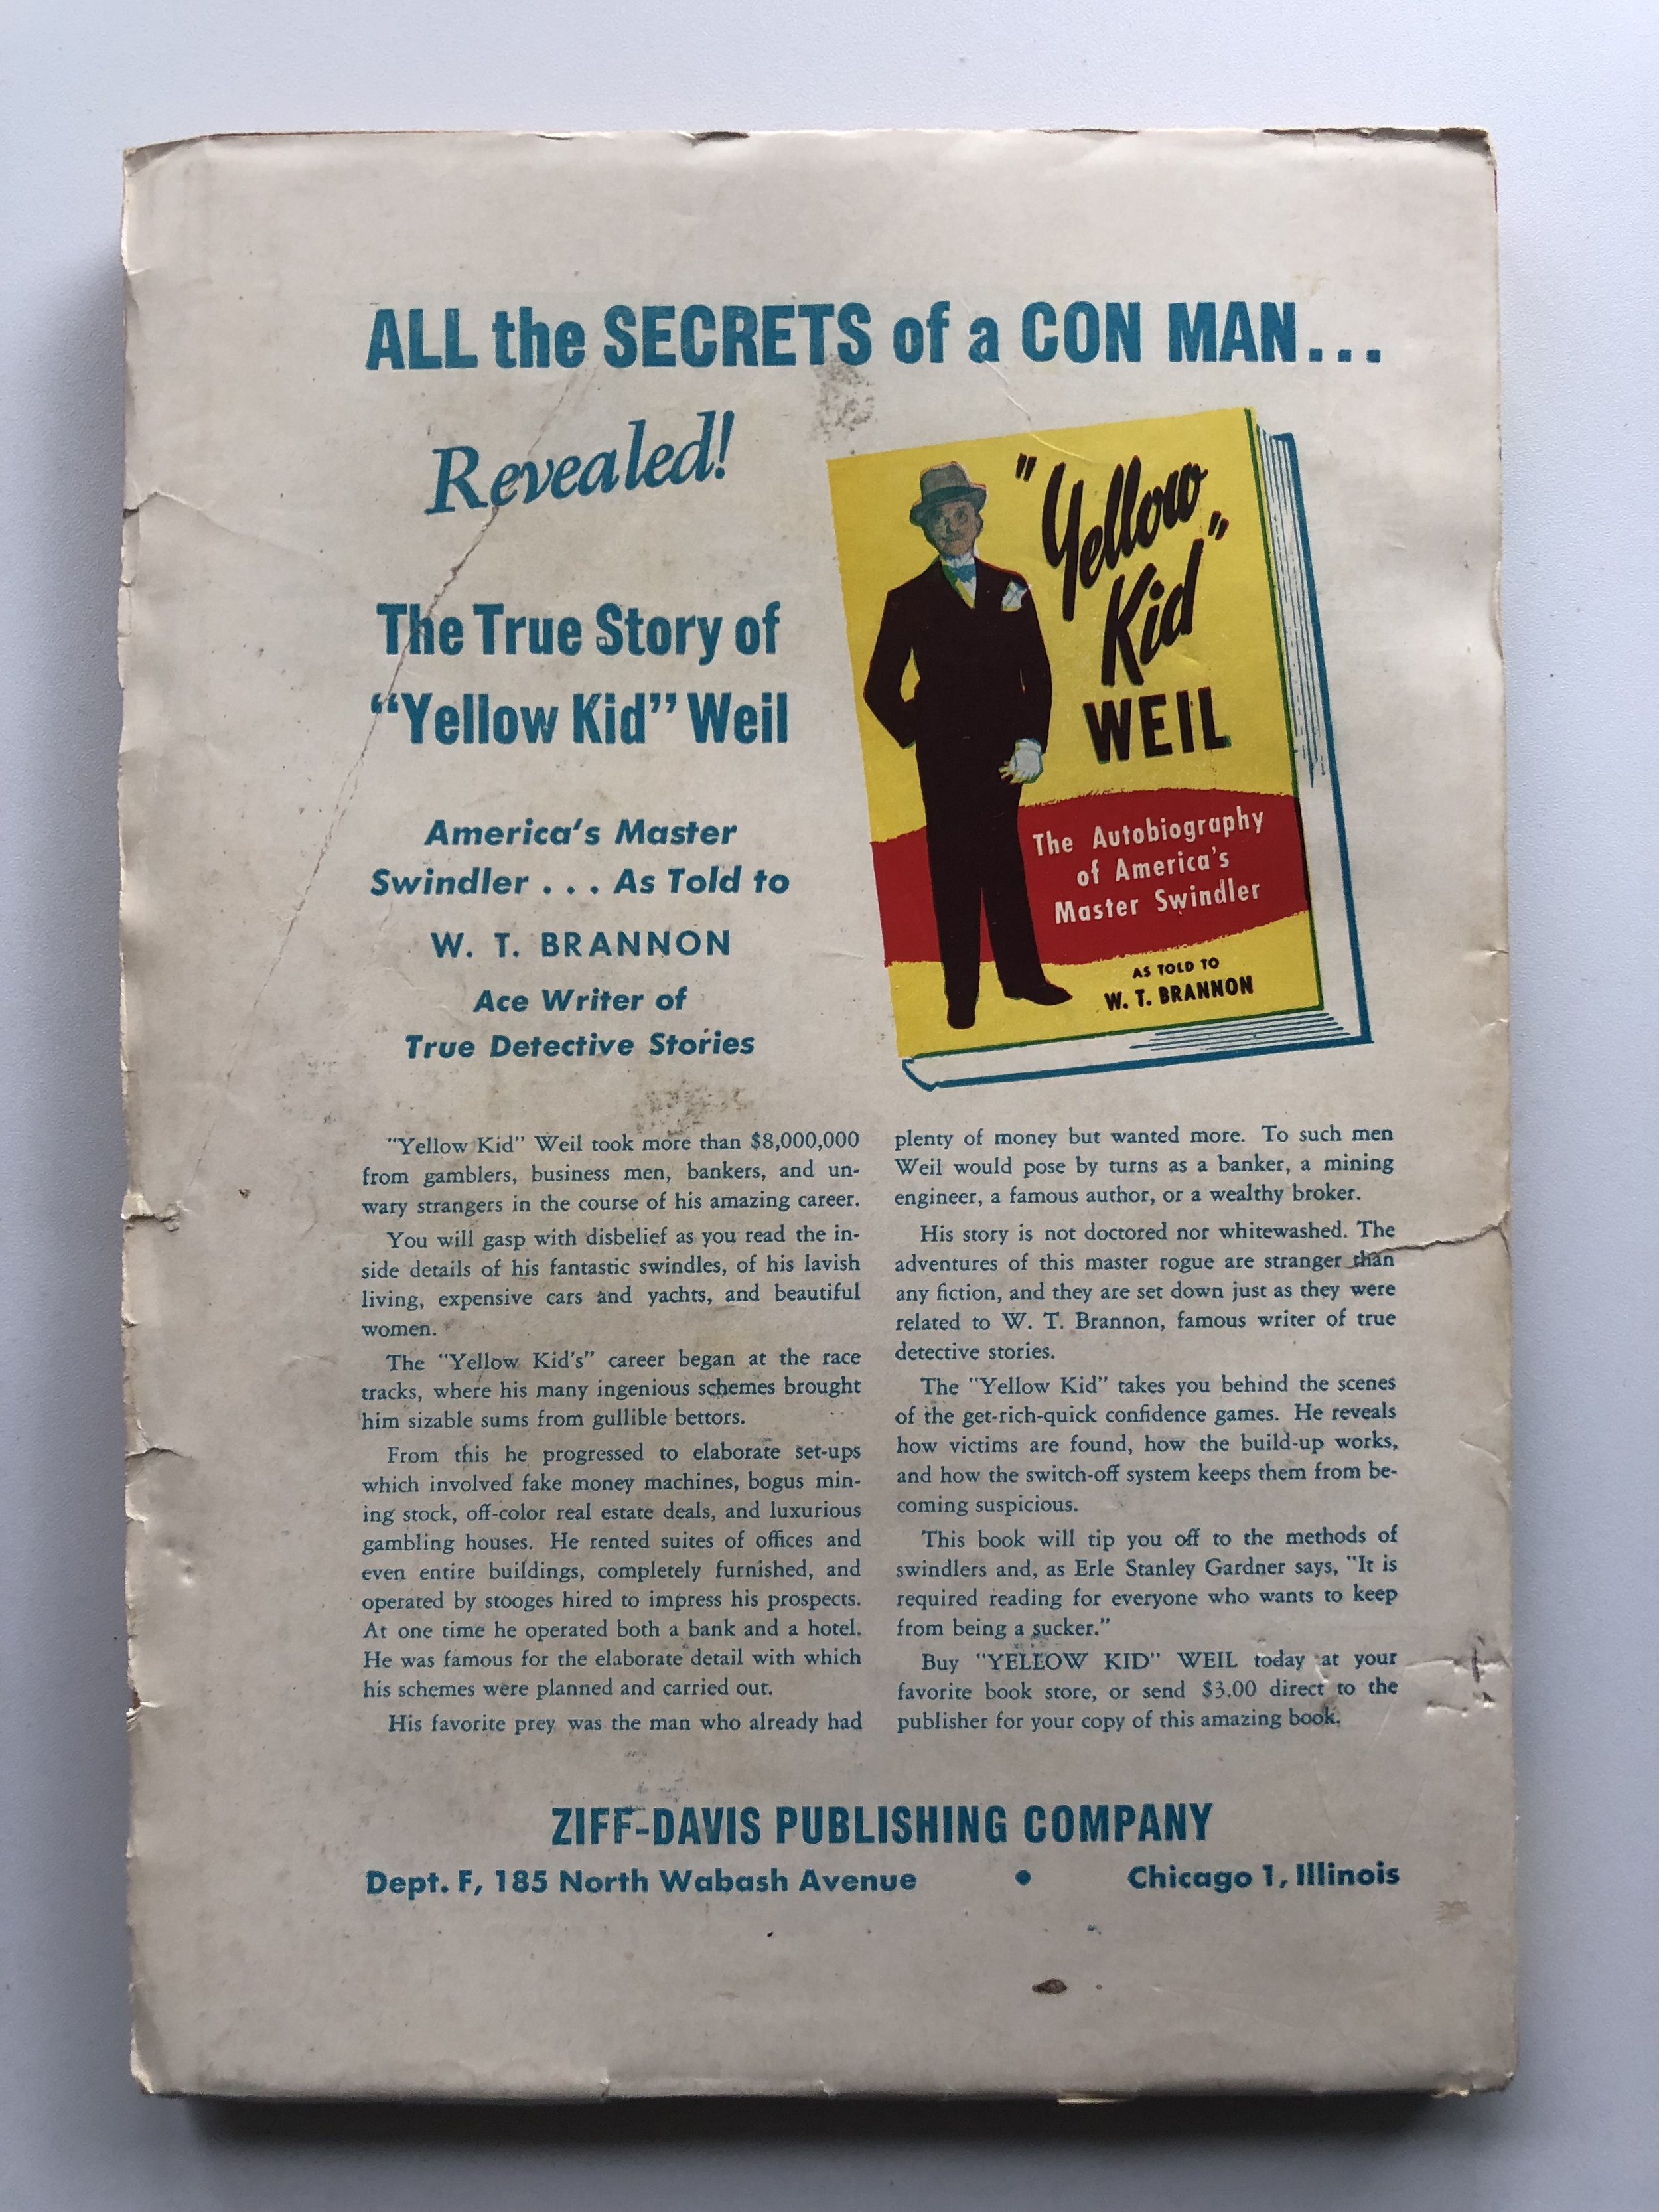 ALL the SECRETS of a CON MAN...
Revealed!
The True Story of
“Yellow Kid” Weil
America's Master
Swindler . . . As Told to
W. T. BRANNON
Ace Writer of
True Detective Stories
"Yellow
Kid"
WEIL
The Autobiography
of America's
Master Swindler
AS TOLD TO
W. T. BRANNON
"Yellow Kid" Weil took more than $8,000,000
from gamblers, business men, bankers, and un-
wary strangers in the course of his amazing career.
You will gasp with disbelief as you read the in-
side details of his fantastic swindles, of his lavish
living, expensive cars and yachts, and beautiful
women.
The "Yellow Kid's" career began at the race
tracks, where his many ingenious schemes brought
him sizable sums from gullible bettors.
From this he progressed to elaborate set-ups
which involved fake money machines, bogus min-
ing stock, off-color real estate deals, and luxurious
gambling houses. He rented suites of offices and
even entire buildings, completely furnished, and
operated by stooges hired to impress his prospects.
At one time he operated both a bank and a hotel.
He was famous for the elaborate detail with which
his schemes were planned and carried out.
His favorite prey was the man who already had
plenty of money but wanted more. To such men
Weil would pose by turns as a banker, a mining
engineer, a famous author, or a wealthy broker.
His story is not doctored nor whitewashed. The
adventures of this master rogue are stranger than
any fiction, and they are set down just as they were
related to W. T. Brannon, famous writer of true
detective stories.
The "Yellow Kid" takes you behind the scenes
of the get-rich-quick confidence games. He reveals
how victims are found, how the build-up works,
and how the switch-off system keeps them from be-
coming suspicious.
This book will tip you off to the methods of
swindlers and, as Erle Stanley Gardner says, "It is
required reading for everyone who wants to keep
from being a sucker."
Buy "YELLOW KID" WEIL today at your
favorite book store, or send $3.00 direct to the
publisher for your copy of this amazing book.
ZIFF-DAVIS PUBLISHING COMPANY
Dept. F, 185 North Wabash Avenue • Chicago 1, Illinois